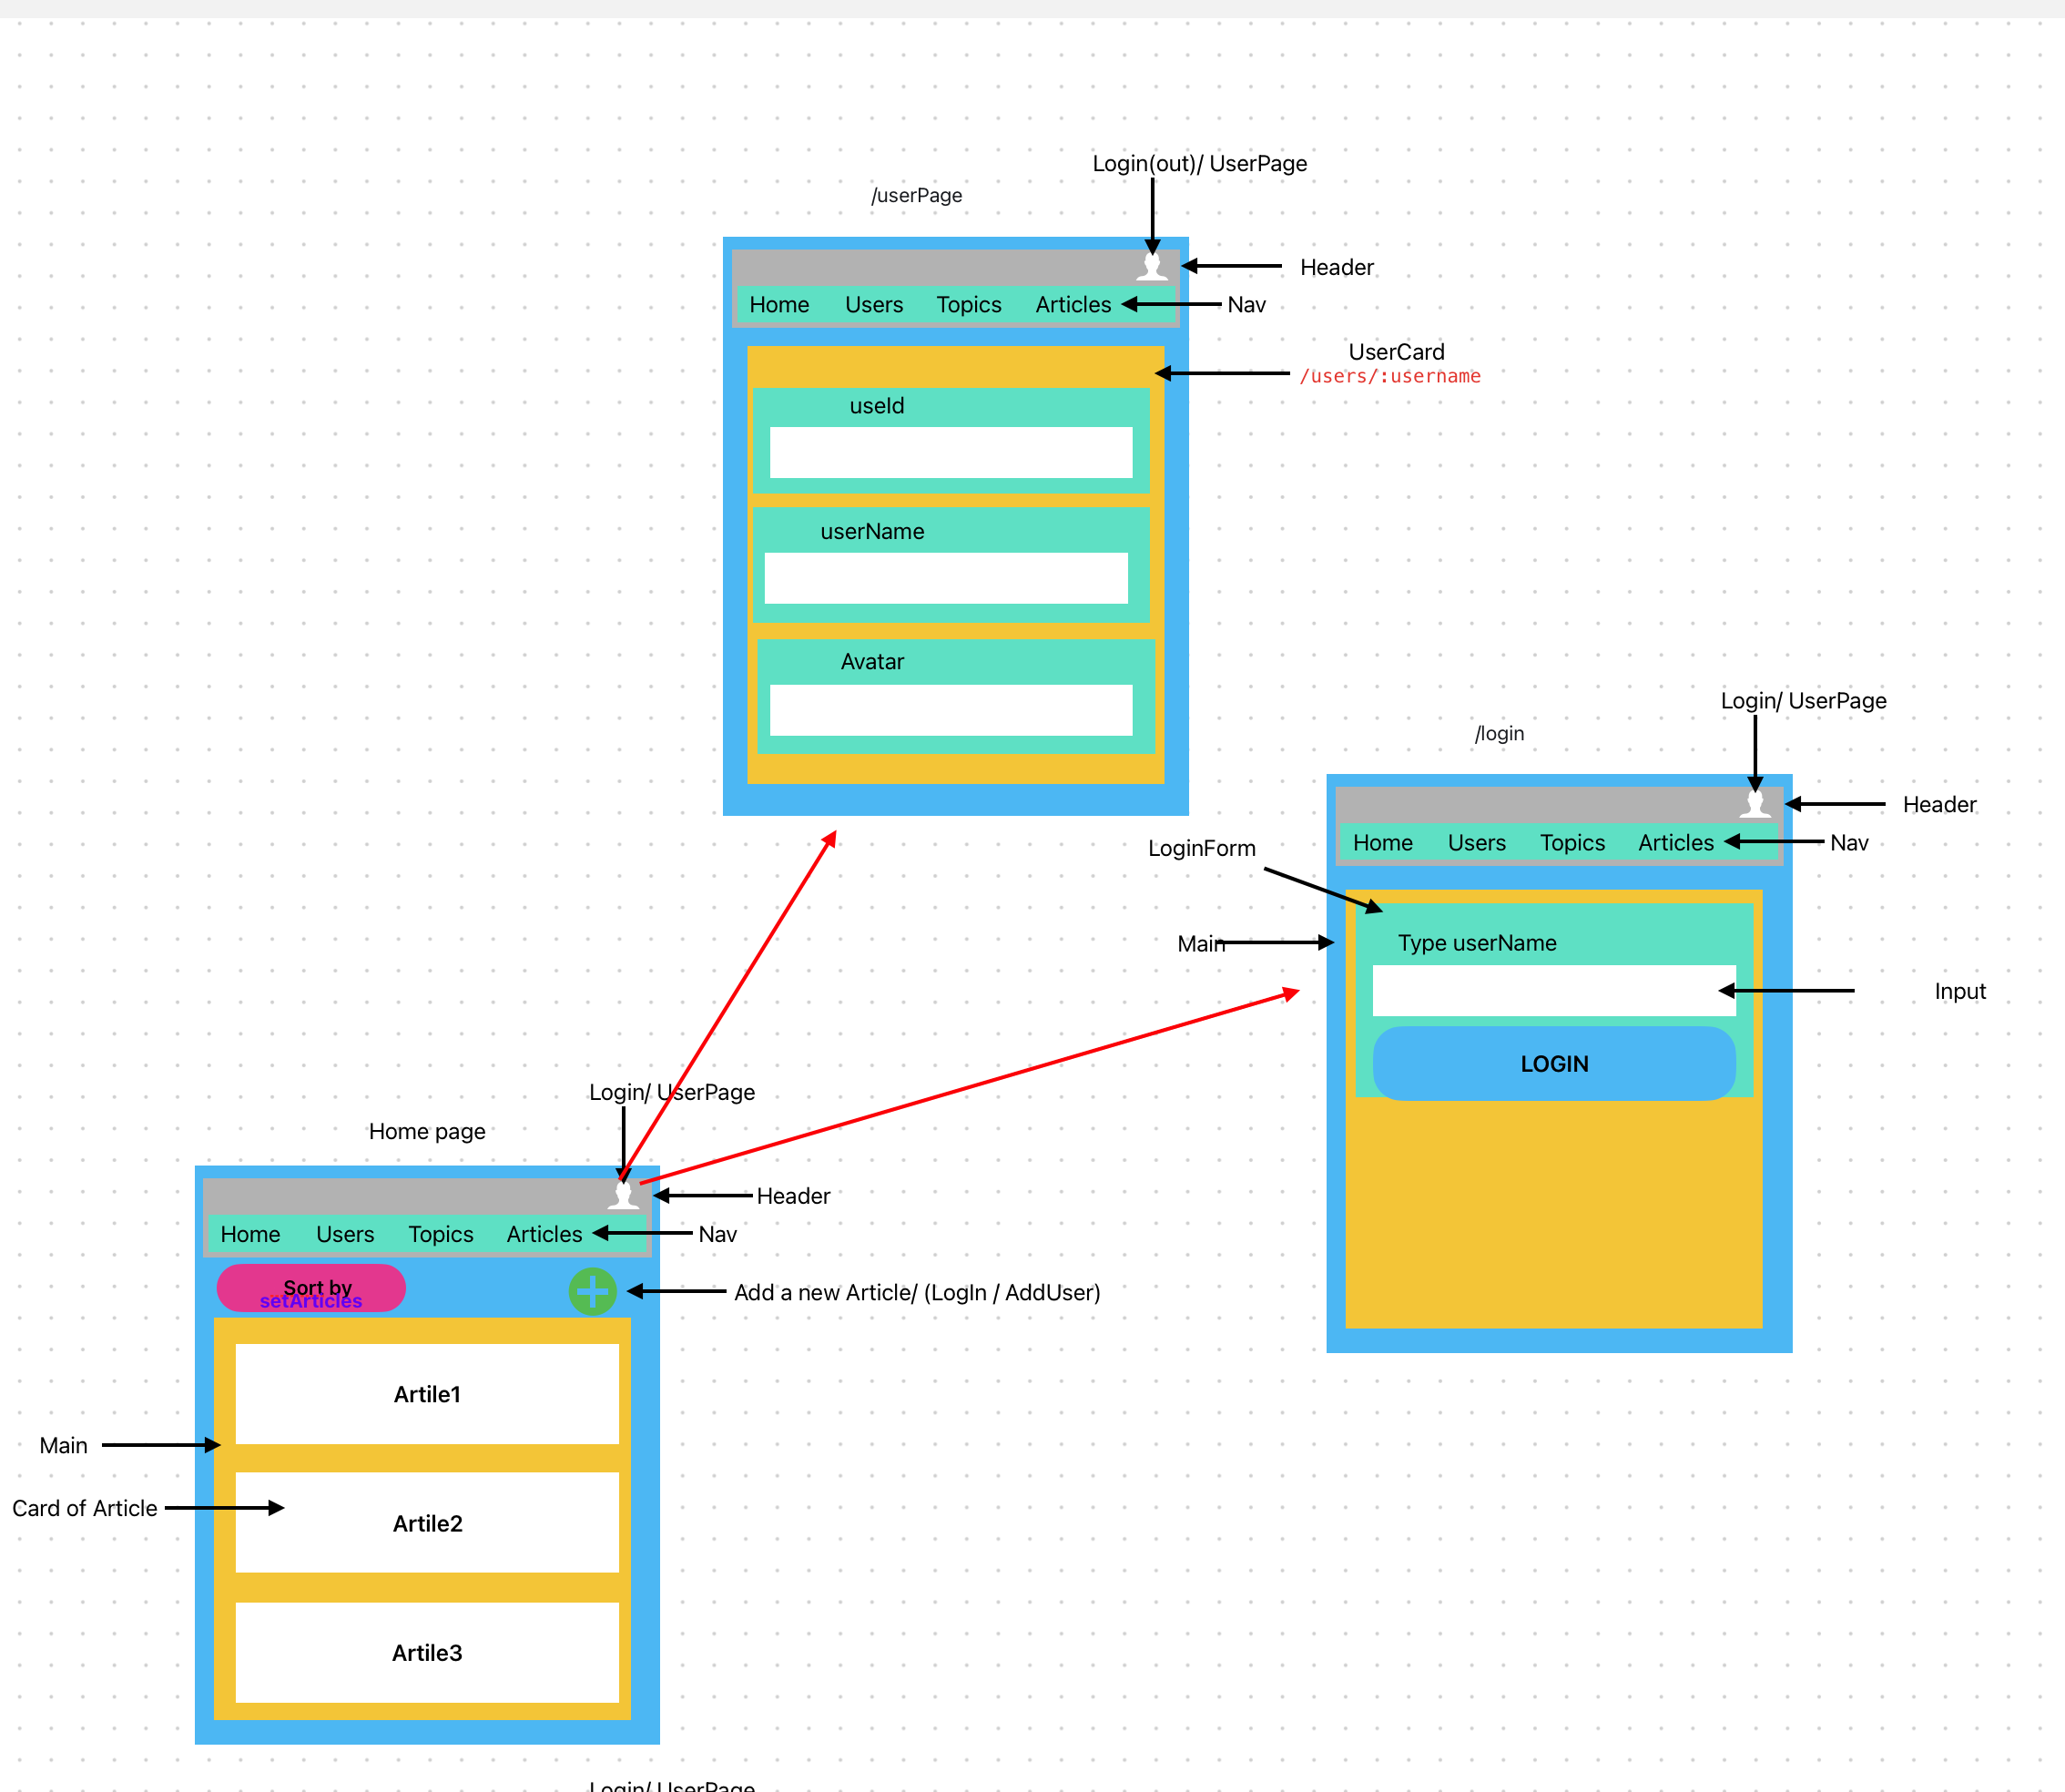 Login(out)/ UserPage
/userPage
Header
Home Users Topics Articles
Nav
UserCard
/users/:username
useId
userName
Avatar
Login/ UserPage
/login
Header
Home Users Topics Articles
Nav
LoginForm
Main
Type userName
Input
LOGIN
Login/ UserPage
Home page
Header
Home Users Topics Articles
Nav
Sort by
setArticles
Add a new Article/ (LogIn / AddUser)
Artile1
Main
Card of Article
Artile2
Artile3
Login/ UserPage